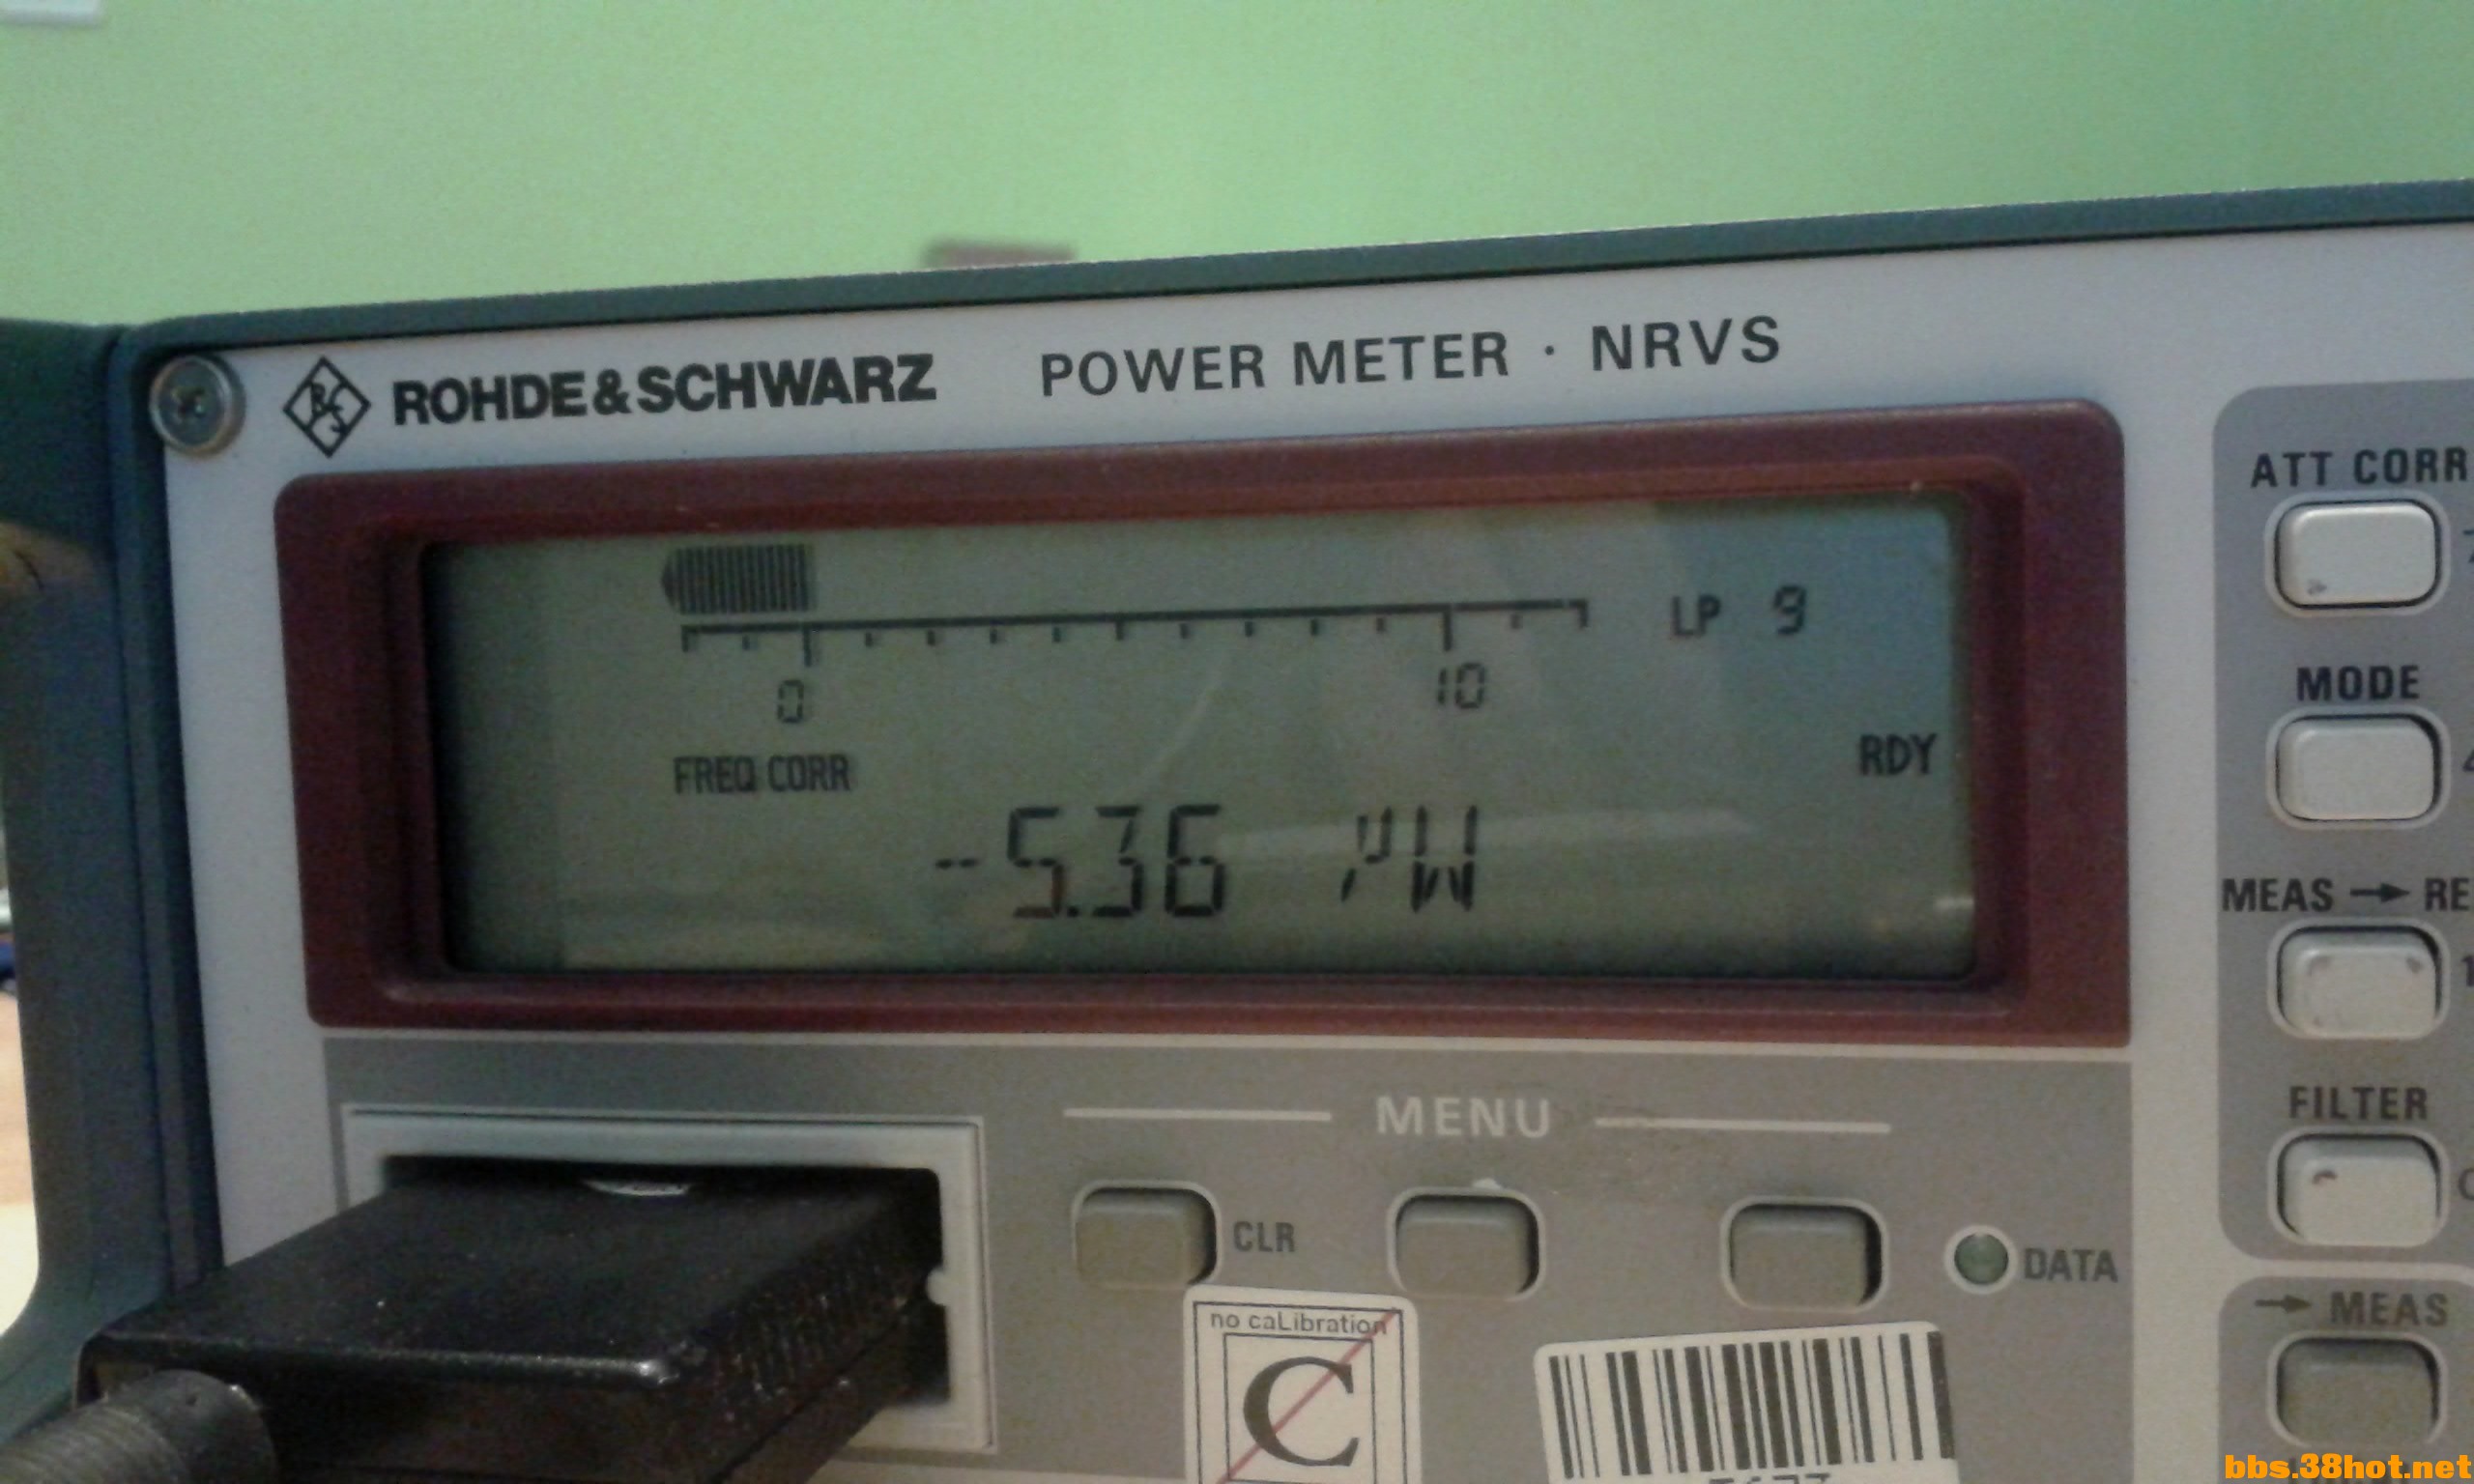 ROHDE&SCHWARZ POWER METER · NRVS
ATT CORR
LP 9
0 10
MODE
FREQ CORR
RDY
-5.36 µW
MEAS → RE
MENU
FILTER
CLR
DATA
→ MEAS
no caLibration
C
bbs.38hot.net